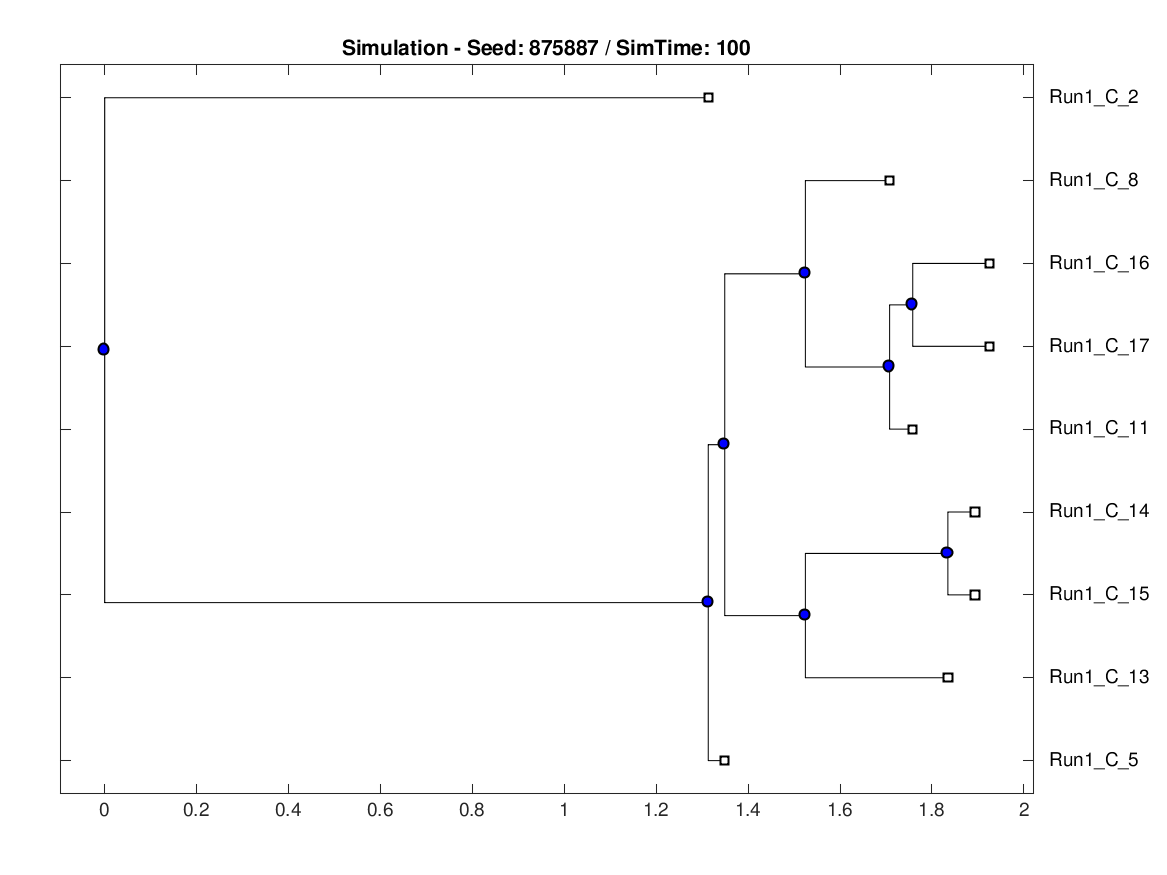 Simulation - Seed: 875887 / SimTime: 100
Run1_C_2
Run1_C_8
Run1_C_16
Run1_C_17
Run1_C_11
Run1_C_14
Run1_C_15
Run1_C_13
Run1_C_5
0 0.2 0.4 0.6 0.8 1 1.2 1.4 1.6 1.8 2